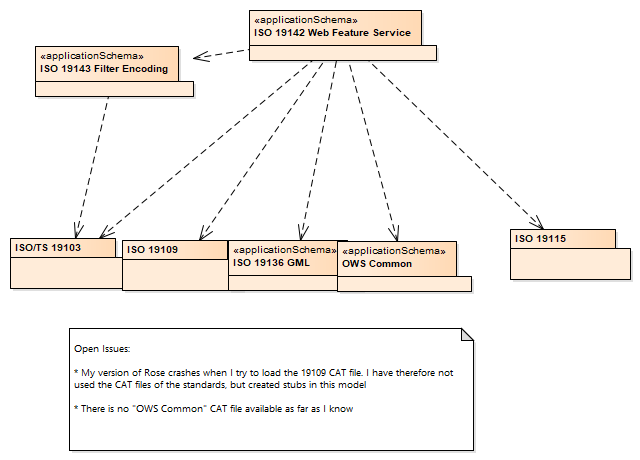 «applicationSchema»
ISO 19142 Web Feature Service
«applicationSchema»
ISO 19143 Filter Encoding
ISO/TS 19103
ISO 19109
«applicationSchema»
ISO 19136 GML
«applicationSchema»
OWS Common
ISO 19115
Open Issues:
* My version of Rose crashes when I try to load the 19109 CAT file. I have therefore not
used the CAT files of the standards, but created stubs in this model
* There is no "OWS Common" CAT file available as far as I know